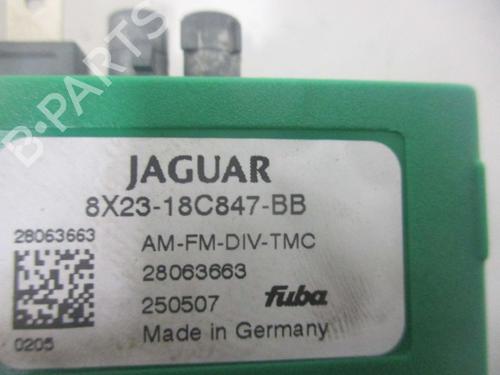 B-PARTS
JAGUAR
8X23-18C847-BB
28063663
AM-FM-DIV-TMC
28063663
250507 fuba
0205
Made in Germany